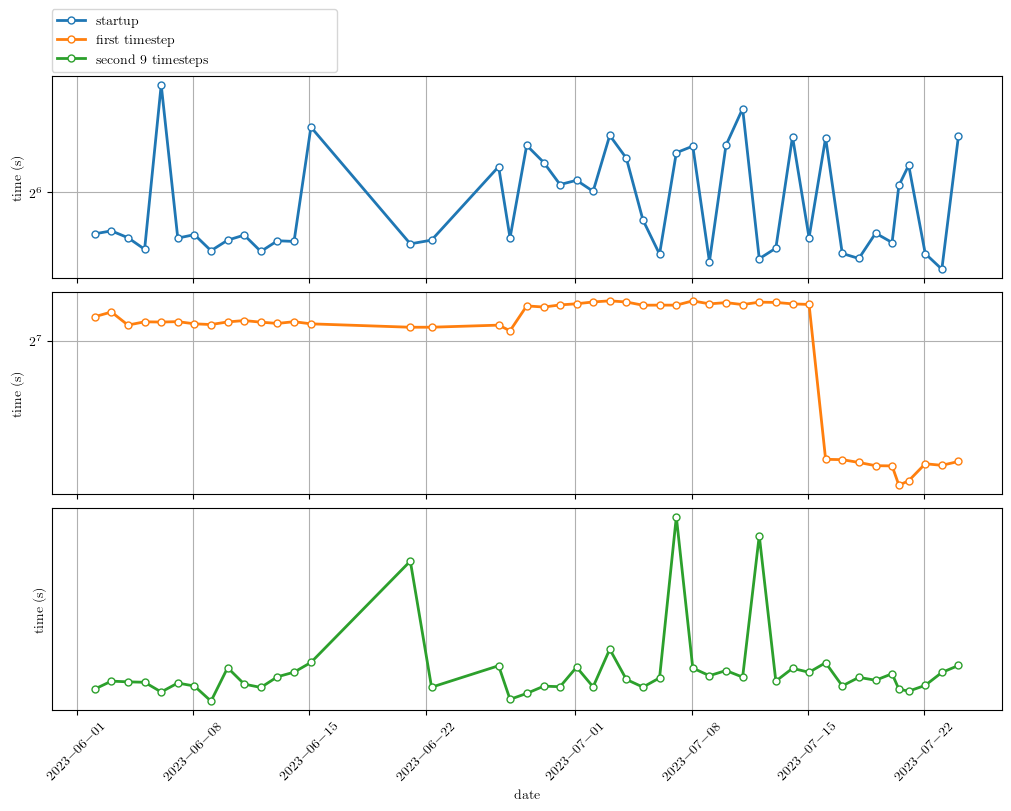 startup
first timestep
second 9 timesteps
time (s)
2^6
time (s)
2^7
time (s)
2023−06−01
2023−06−08
2023−06−15
2023−06−22
2023−07−01
2023−07−08
2023−07−15
2023−07−22
date